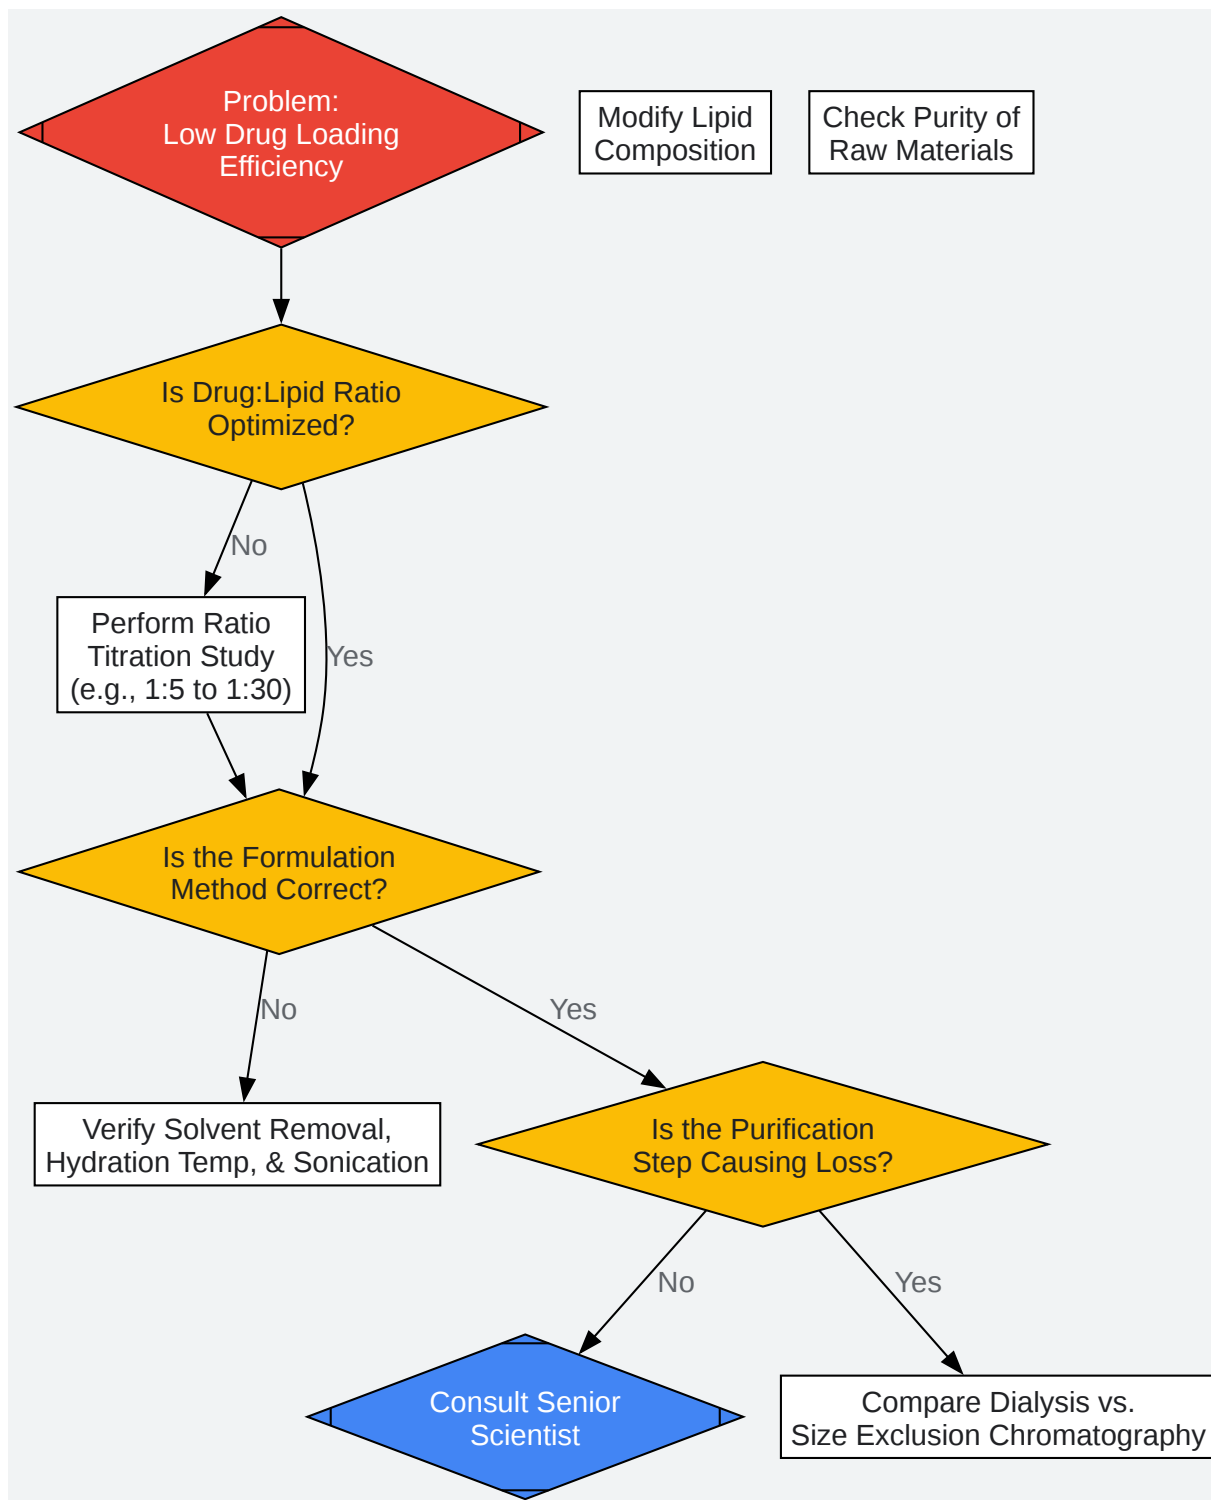 Problem:
Low Drug Loading
Efficiency
Modify Lipid
Composition
Check Purity of
Raw Materials
Is Drug:Lipid Ratio
Optimized?
No
Yes
Perform Ratio
Titration Study
(e.g., 1:5 to 1:30)
Is the Formulation
Method Correct?
No
Yes
Verify Solvent Removal,
Hydration Temp, & Sonication
Is the Purification
Step Causing Loss?
No
Yes
Consult Senior
Scientist
Compare Dialysis vs.
Size Exclusion Chromatography